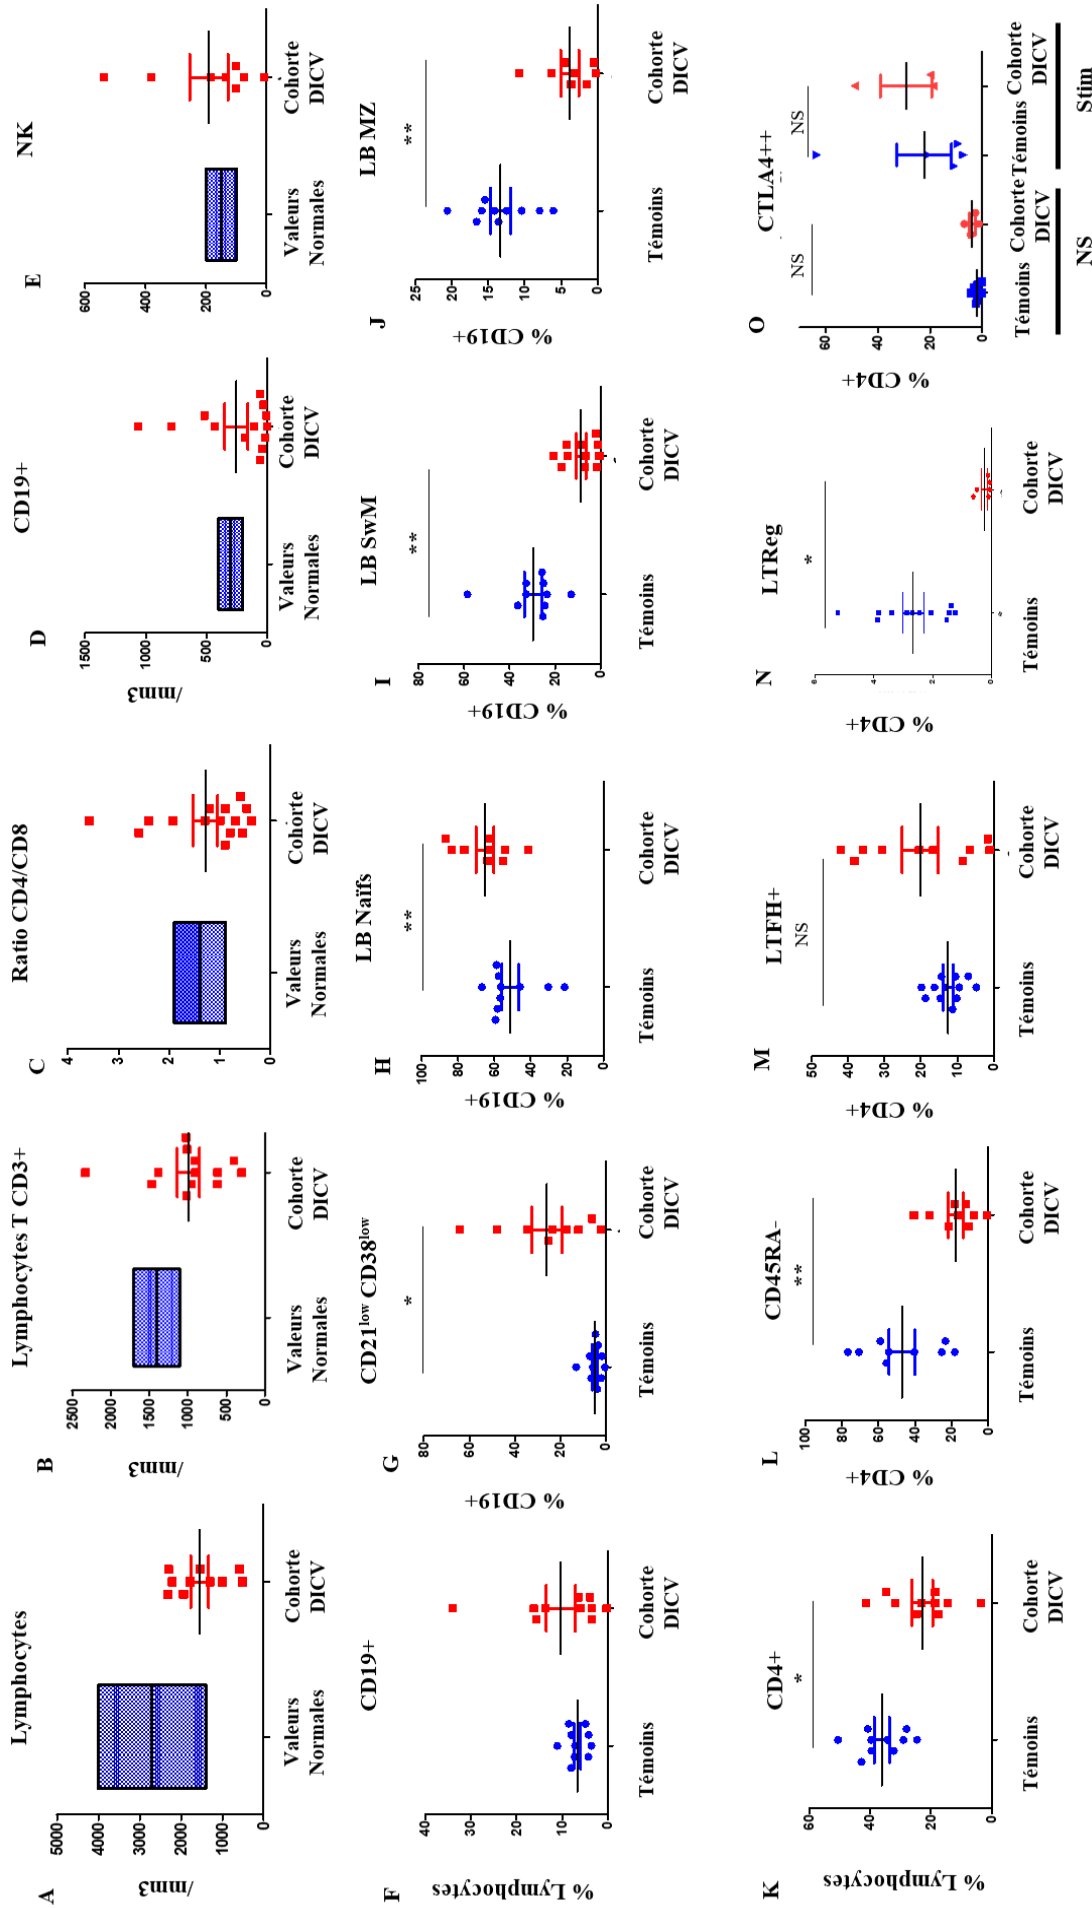 A
Lymphocytes
/mm3
5000
4000
3000
2000
1000
0
Valeurs
Normales
Cohorte
DICV
B
Lymphocytes T CD3+
/mm3
2500
2000
1500
1000
500
0
Valeurs
Normales
Cohorte
DICV
C
Ratio CD4/CD8
4
3
2
1
0
Valeurs
Normales
Cohorte
DICV
D
CD19+
/mm3
1500
1000
500
0
Valeurs
Normales
Cohorte
DICV
E
NK
600
400
200
0
Valeurs
Normales
Cohorte
DICV
F
CD19+
% Lymphocytes
40
30
20
10
0
Témoins
Cohorte
DICV
G
CD21low CD38low
*
% CD19+
80
60
40
20
0
Témoins
Cohorte
DICV
H
LB Naïfs
**
% CD19+
100
80
60
40
20
0
Témoins
Cohorte
DICV
I
LB SwM
**
% CD19+
80
60
40
20
0
Témoins
Cohorte
DICV
J
LB MZ
**
% CD19+
25
20
15
10
5
0
Témoins
Cohorte
DICV
K
CD4+
*
% Lymphocytes
60
40
20
0
Témoins
Cohorte
DICV
L
CD45RA-
**
% CD4+
100
80
60
40
20
0
Témoins
Cohorte
DICV
M
LTFH+
NS
% CD4+
50
40
30
20
10
0
Témoins
Cohorte
DICV
N
LTReg
*
% CD4+
6
4
2
0
Témoins
Cohorte
DICV
O
CTLA4++
NS
NS
% CD4+
60
40
20
0
Témoins
Cohorte
DICV
Témoins
Cohorte
DICV
NS
Stim